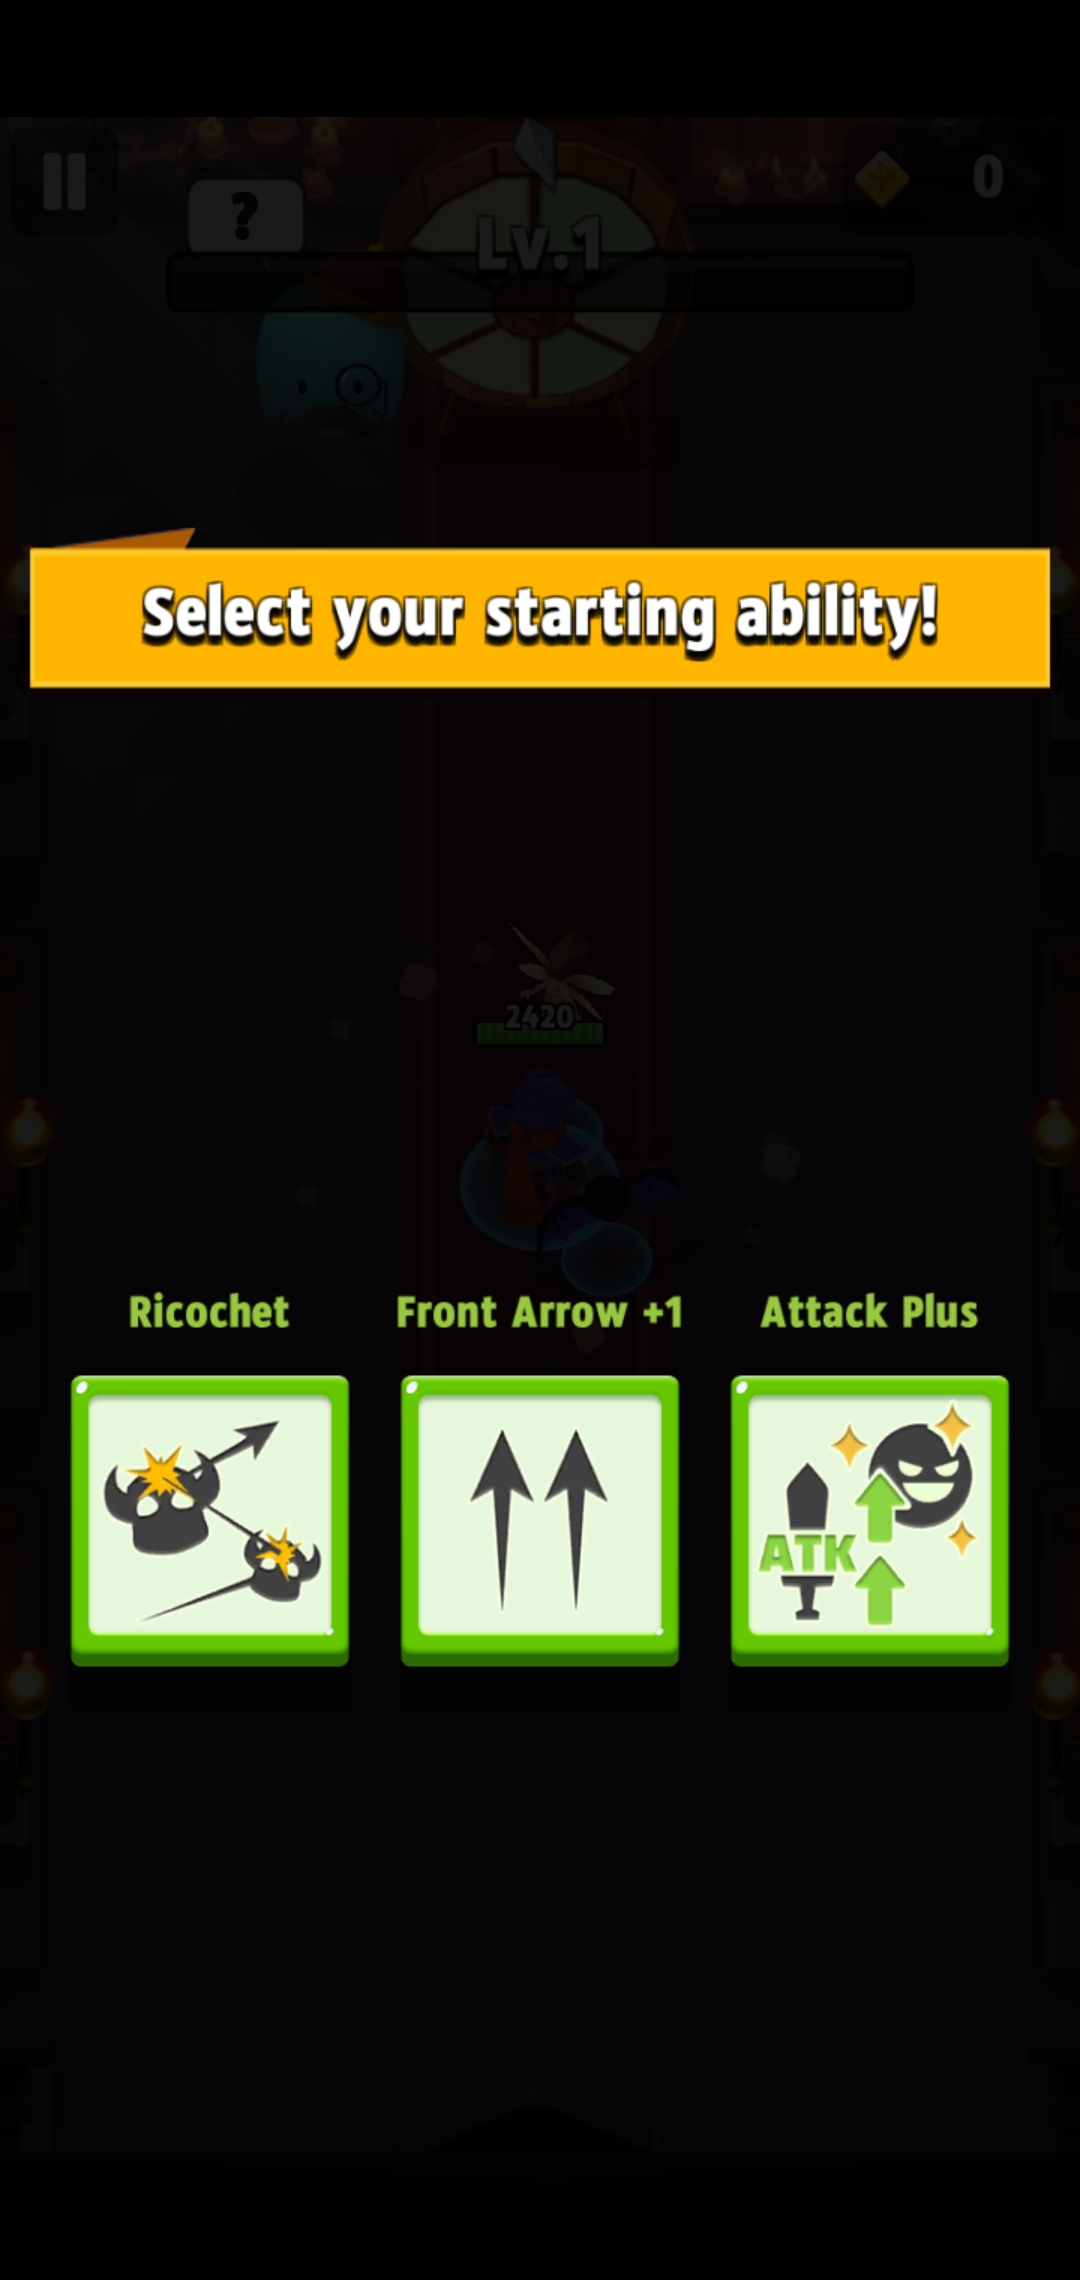 ?
0
Lv.1
Select your starting ability!
2420
Ricochet
Front Arrow +1
Attack Plus
ATK